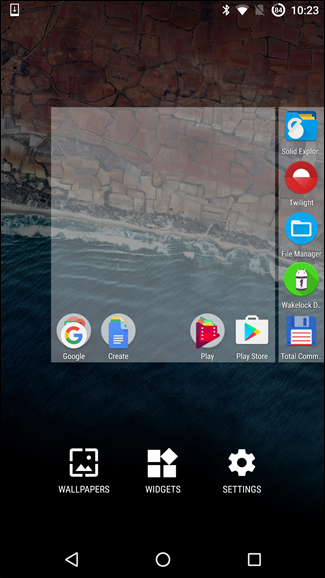 84 10:23
Solid Explor..
Twilight
File Manager
Wakelock D..
Google Create Play Play Store Total Comm..
WALLPAPERS WIDGETS SETTINGS